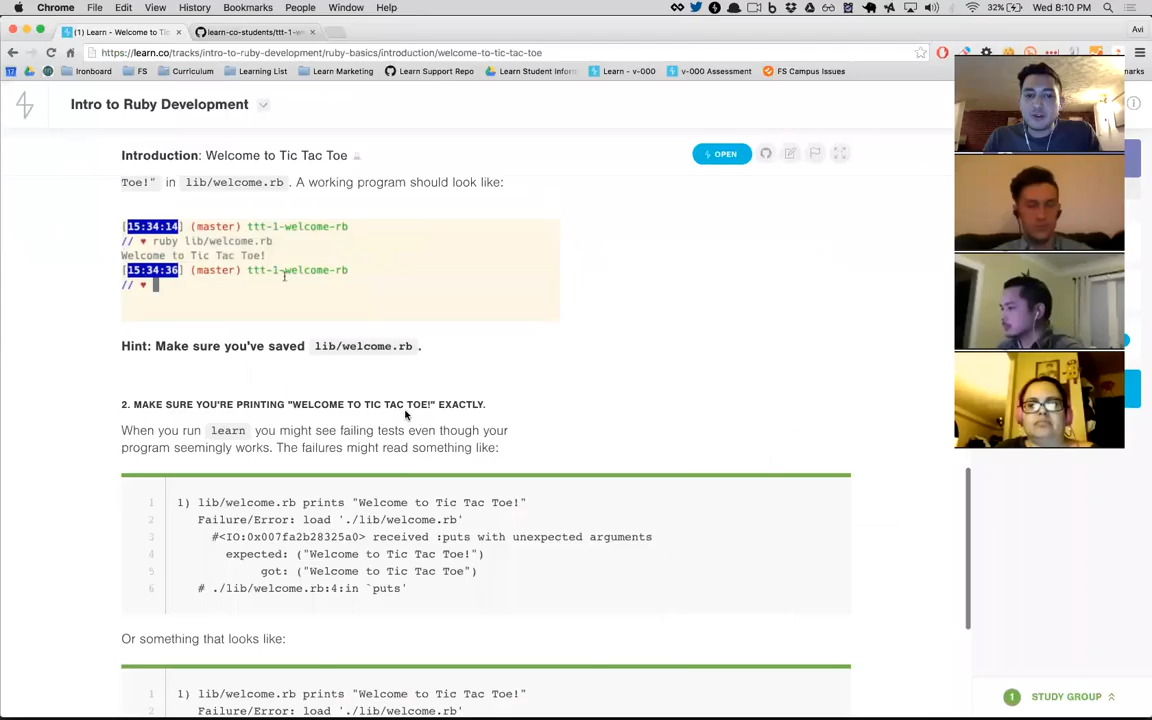 Chrome File Edit View History Bookmarks People Window Help
32% Wed 8:10 PM
(1) Learn - Welcome to Tic
learn-co-students/ttt-1-we
Avi
https://learn.co/tracks/intro-to-ruby-development/ruby-basics/introduction/welcome-to-tic-tac-toe
17 Ironboard FS Curriculum Learning List Learn Marketing Learn Support Repo Learn Student Infor Learn - v-000 v-000 Assessment FS Campus Issues
Intro to Ruby Development
Introduction: Welcome to Tic Tac Toe
OPEN
Toe!" in lib/welcome.rb. A working program should look like:
[15:34:14] (master) ttt-1-welcome-rb
// ♥ ruby lib/welcome.rb
Welcome to Tic Tac Toe!
[15:34:36] (master) ttt-1-welcome-rb
// ♥
Hint: Make sure you've saved lib/welcome.rb.
2. MAKE SURE YOU'RE PRINTING "WELCOME TO TIC TAC TOE!" EXACTLY.
When you run learn you might see failing tests even though your
program seemingly works. The failures might read something like:
1 1) lib/welcome.rb prints "Welcome to Tic Tac Toe!"
2 Failure/Error: load './lib/welcome.rb'
3 #<IO:0x007fa2b28325a0> received :puts with unexpected arguments
4 expected: ("Welcome to Tic Tac Toe!")
5 got: ("Welcome to Tic Tac Toe")
6 # ./lib/welcome.rb:4:in `puts'
Or something that looks like:
1 1) lib/welcome.rb prints "Welcome to Tic Tac Toe!"
2 Failure/Error: load './lib/welcome.rb'
1 STUDY GROUP